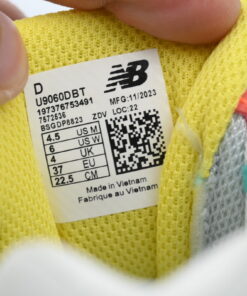 D
U9060DBT
197376753491
7572536
BSGDP8823 ZDV
4.5 US M
6 US W
4 UK
37 EU
22.5 CM
NB
MFG:11/2023
LOC:22
Made in Vietnam
Fabriqué au Vietnam